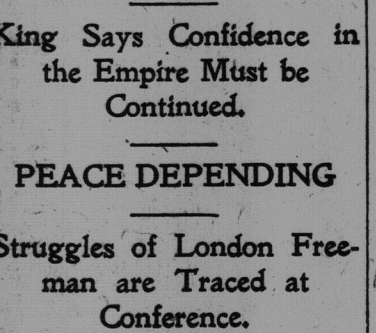 King Says Confidence in
the Empire Must be
Continued.
PEACE DEPENDING
Struggles of London Free-
man are Traced at
Conference.